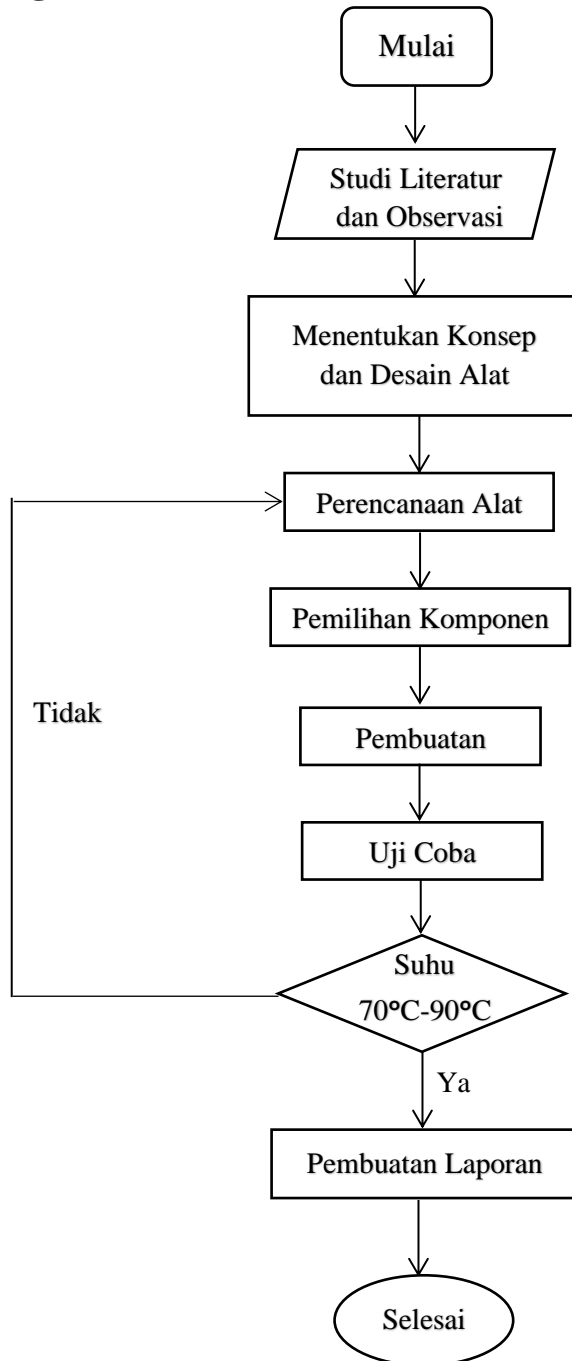 Mulai
Studi Literatur
dan Observasi
Menentukan Konsep
dan Desain Alat
Perencanaan Alat
Pemilihan Komponen
Tidak
Pembuatan
Uji Coba
Suhu
70°C-90°C
Ya
Pembuatan Laporan
Selesai